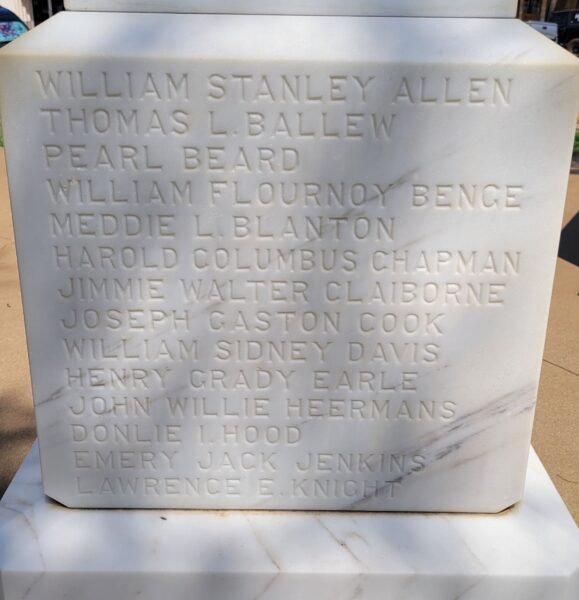 WILLIAM STANLEY ALLEN
THOMAS L. BALLEW
PEARL BEARD
WILLIAM FLOURNOY BENGE
MEDDIE L. BLANTON
HAROLD COLUMBUS CHAPMAN
JIMMIE WALTER CLAIBORNE
JOSEPH GASTON COOK
WILLIAM SIDNEY DAVIS
HENRY GRADY EARLE
JOHN WILLIE HEERMANS
DONLIE I. HOOD
EMERY JACK JENKINS
LAWRENCE E. KNIGHT